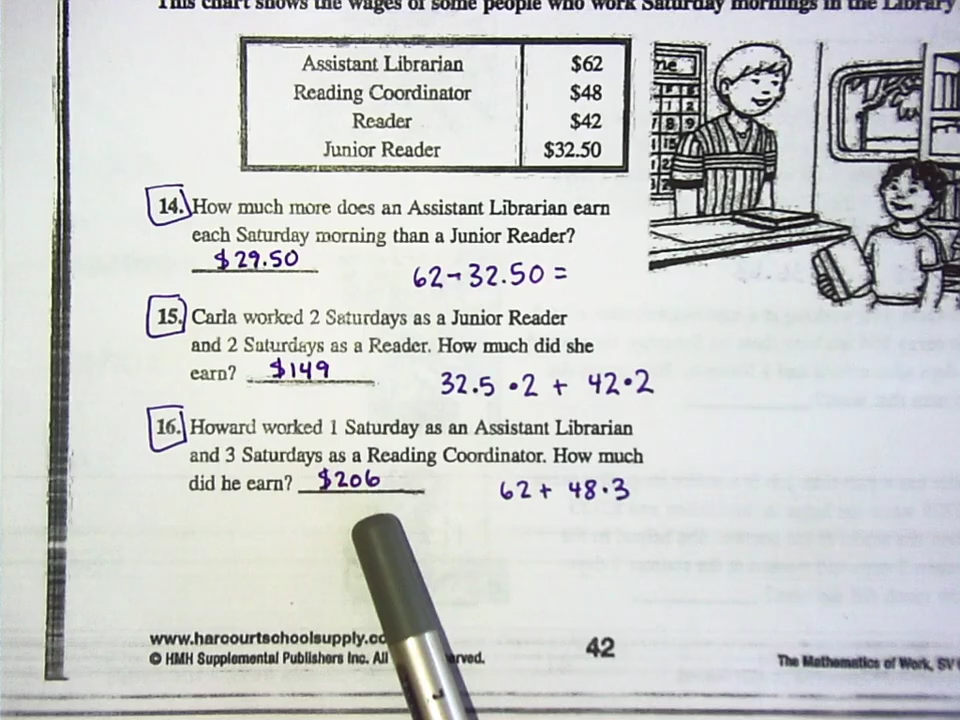 This chart shows the wages of some people who work Saturday mornings in the Library
Assistant Librarian $62
Reading Coordinator $48
Reader $42
Junior Reader $32.50
14. How much more does an Assistant Librarian earn
each Saturday morning than a Junior Reader?
$29.50 62-32.50 =
15. Carla worked 2 Saturdays as a Junior Reader
and 2 Saturdays as a Reader. How much did she
earn? $149 32.5 • 2 + 42 • 2
16. Howard worked 1 Saturday as an Assistant Librarian
and 3 Saturdays as a Reading Coordinator. How much
did he earn? $206 62 + 48 • 3
www.harcourtschoolsupply.co
© HMH Supplemental Publishers Inc. All erved.
42
The Mathematics of Work, SV